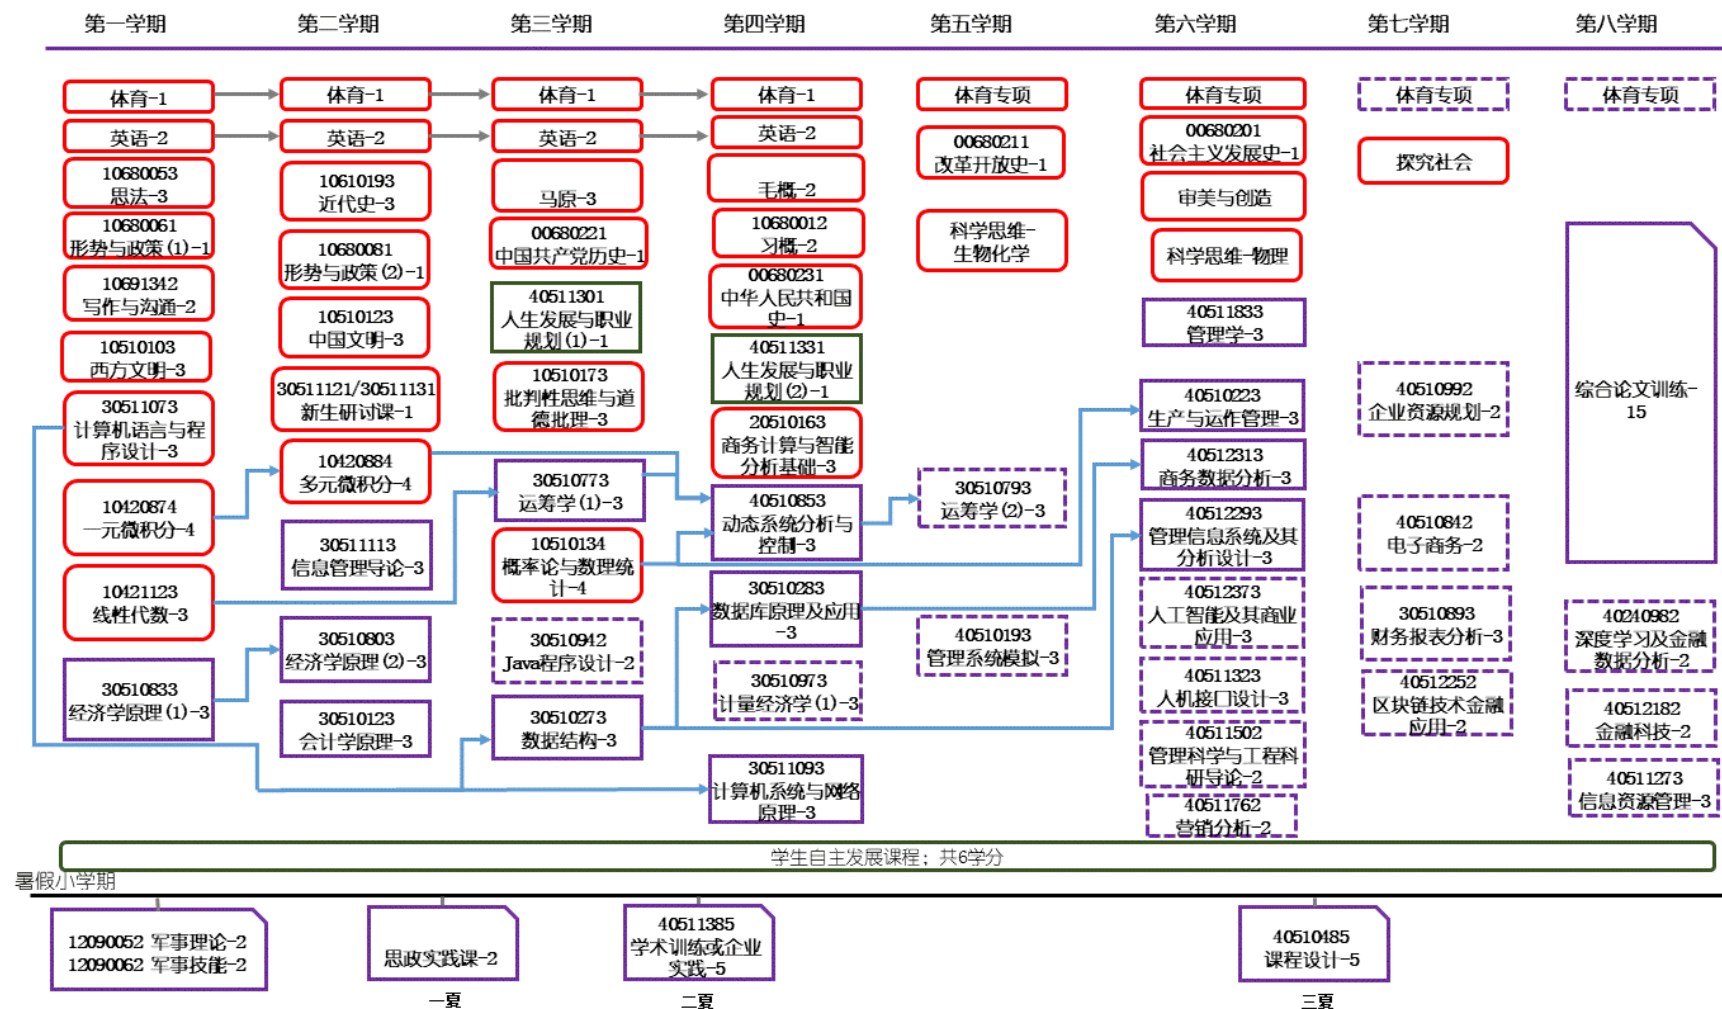 第一学期
第二学期
第三学期
第四学期
第五学期
第六学期
第七学期
第八学期
体育-1
英语-2
10680053
思法-3
10680061
形势与政策(1)-1
10691342
写作与沟通-2
10510103
西方文明-3
30511073
计算机语言与程
序设计-3
10420874
一元微积分-4
10421123
线性代数-3
30510833
经济学原理(1)-3
体育-1
英语-2
10610193
近代史-3
10680081
形势与政策(2)-1
10510123
中国文明-3
30511121/30511131
新生研讨课-1
10420884
多元微积分-4
30511113
信息管理导论-3
30510803
经济学原理(2)-3
30510123
会计学原理-3
体育-1
英语-2
马原-3
00680221
中国共产党历史-1
40511301
人生发展与职业
规划(1)-1
10510173
批判性思维与道
德批理-3
30510773
运筹学(1)-3
10510134
概率论与数理统
计-4
30510942
Java程序设计-2
30510273
数据结构-3
体育-1
英语-2
毛概-2
10680012
习概-2
00680231
中华人民共和国
史-1
40511331
人生发展与职业
规划(2)-1
20510163
商务计算与智能
分析基础-3
40510853
动态系统分析与
控制-3
30510283
数据库原理及应用
-3
30510973
计量经济学(1)-3
30511093
计算机系统与网络
原理-3
体育专项
00680211
改革开放史-1
科学思维-
生物化学
30510793
运筹学(2)-3
40510193
管理系统模拟-3
体育专项
00680201
社会主义发展史-1
审美与创造
科学思维-物理
40511833
管理学-3
40510223
生产与运作管理-3
40512313
商务数据分析-3
40512293
管理信息系统及其
分析设计-3
40512373
人工智能及其商业
应用-3
40511323
人机接口设计-3
40511502
管理科学与工程科
研导论-2
40511762
营销分析-2
体育专项
探究社会
40510992
企业资源规划-2
40510842
电子商务-2
30510893
财务报表分析-3
40512252
区块链技术金融
应用-2
体育专项
综合论文训练-
15
40240982
深度学习及金融
数据分析-2
40512182
金融科技-2
40511273
信息资源管理-3
学生自主发展课程；共6学分
暑假小学期
12090052 军事理论-2
12090062 军事技能-2
思政实践课-2
一夏
40511385
学术训练或企业
实践-5
二夏
40510485
课程设计-5
三夏